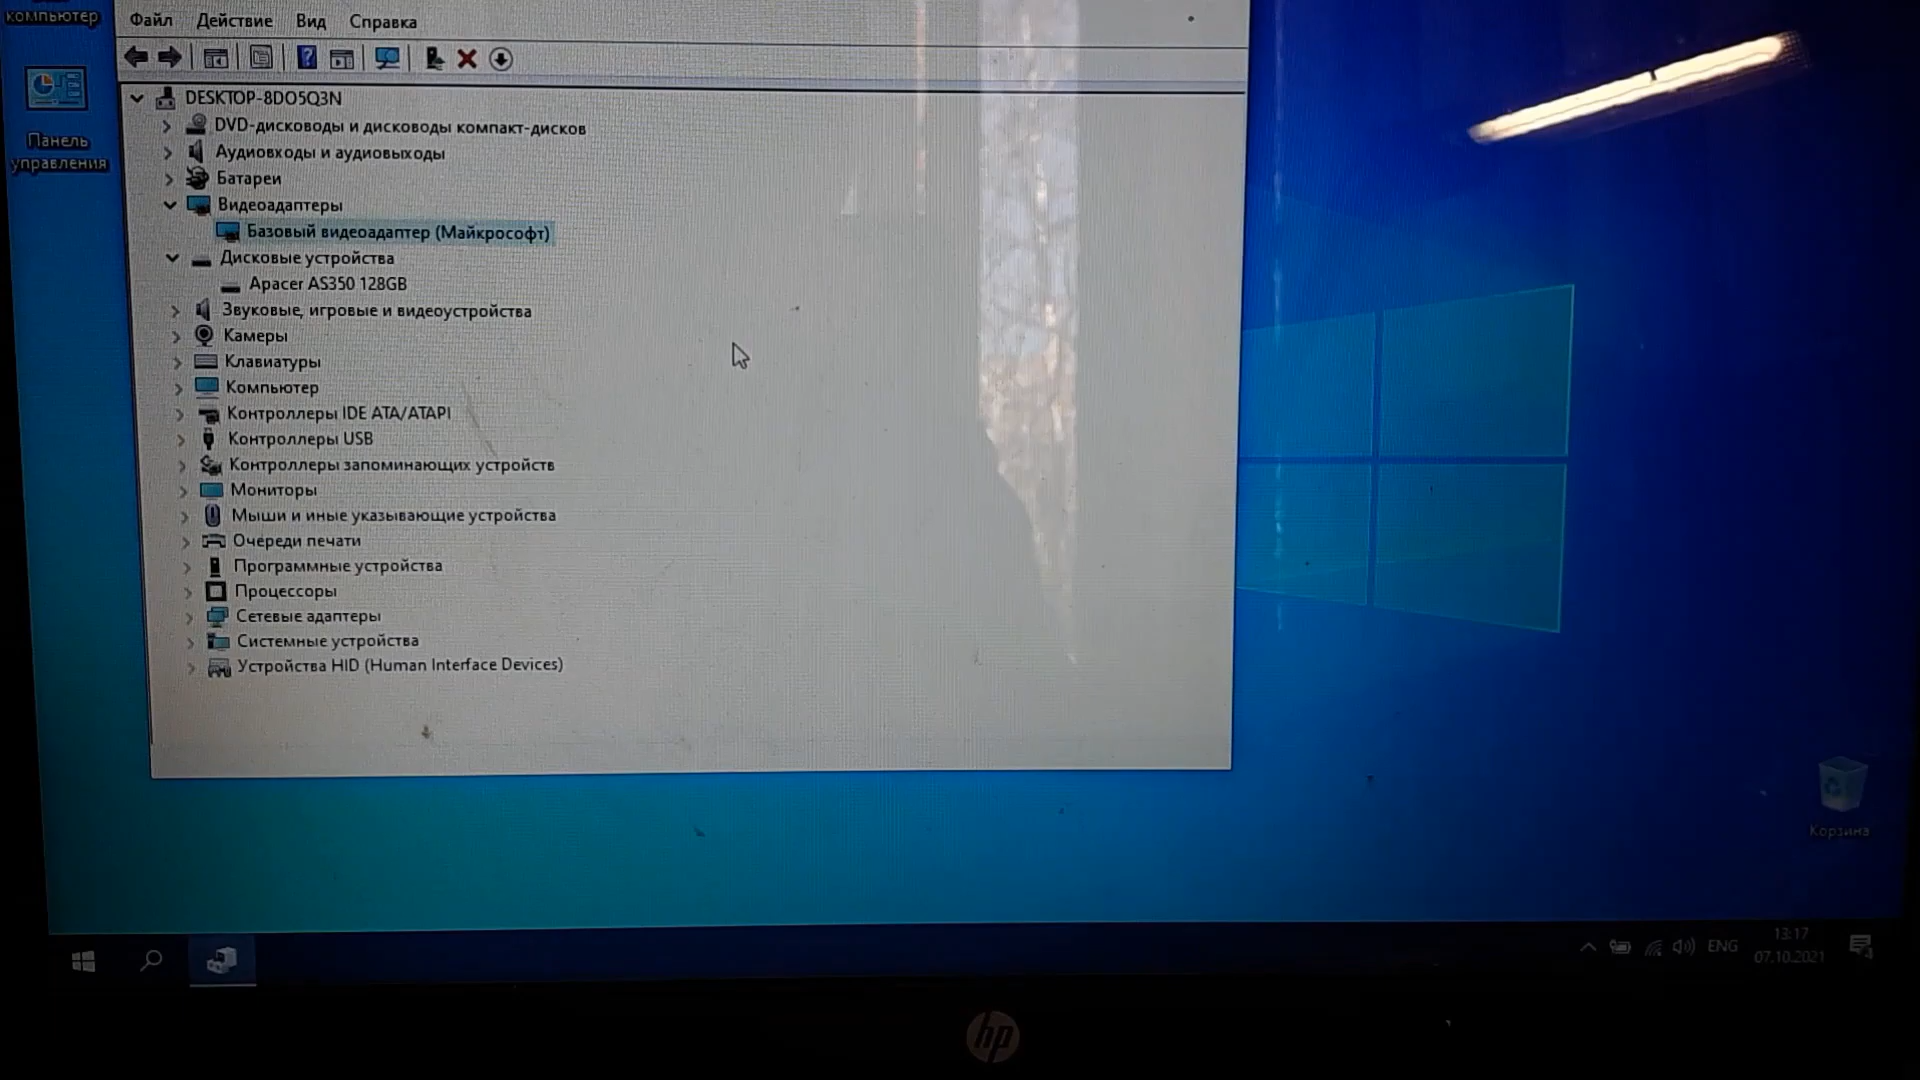 компьютер
Файл Действие Вид Справка
Панель
управления
DESKTOP-8DO5Q3N
DVD-дисководы и дисководы компакт-дисков
Аудиовходы и аудиовыходы
Батареи
Видеоадаптеры
Базовый видеоадаптер (Майкрософт)
Дисковые устройства
Apacer AS350 128GB
Звуковые, игровые и видеоустройства
Камеры
Клавиатуры
Компьютер
Контроллеры IDE ATA/ATAPI
Контроллеры USB
Контроллеры запоминающих устройств
Мониторы
Мыши и иные указывающие устройства
Очереди печати
Программные устройства
Процессоры
Сетевые адаптеры
Системные устройства
Устройства HID (Human Interface Devices)
Корзина
ENG
13:17
07.10.2021
hp